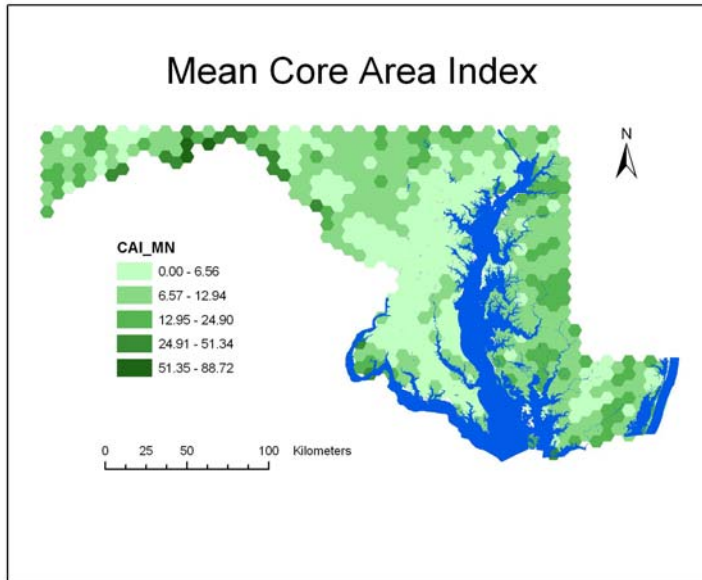 Mean Core Area Index
N
CAI_MN
0.00 - 6.56
6.57 - 12.94
12.95 - 24.90
24.91 - 51.34
51.35 - 88.72
0 25 50 100 Kilometers